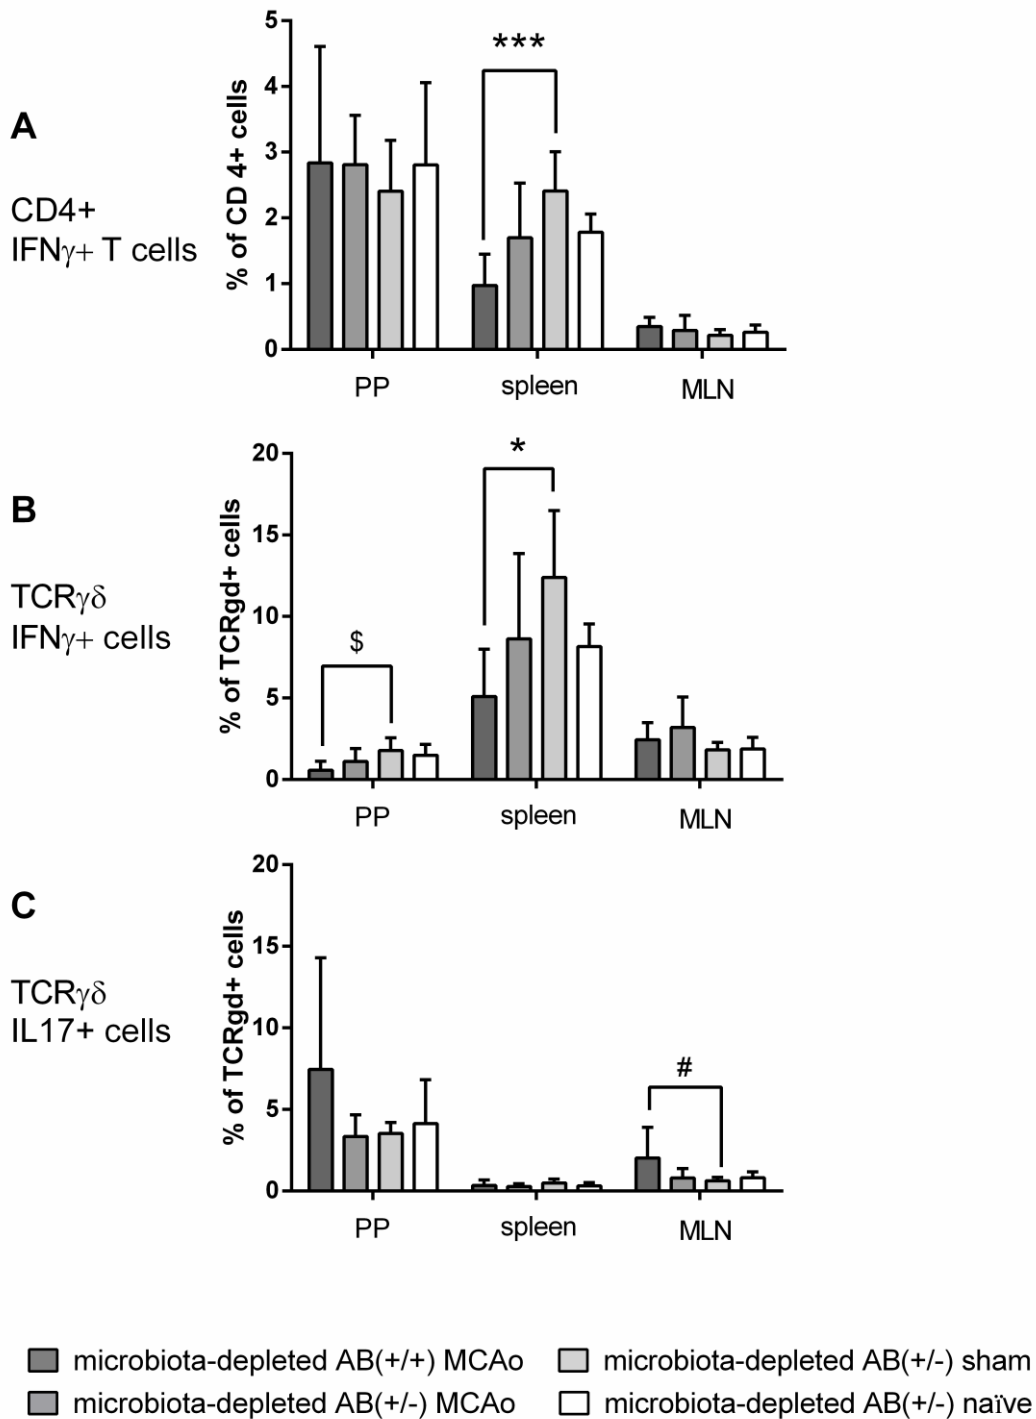 A
CD4+
IFNγ+ T cells
% of CD 4+ cells
5
4
3
2
1
0
***
PP
spleen
MLN
B
TCRγδ
IFNγ+ cells
% of TCRgd+ cells
20
15
10
5
0
$
*
PP
spleen
MLN
C
TCRγδ
IL17+ cells
% of TCRgd+ cells
20
15
10
5
0
#
PP
spleen
MLN
microbiota-depleted AB(+/+) MCAo
microbiota-depleted AB(+/-) MCAo
microbiota-depleted AB(+/-) sham
microbiota-depleted AB(+/-) naïve